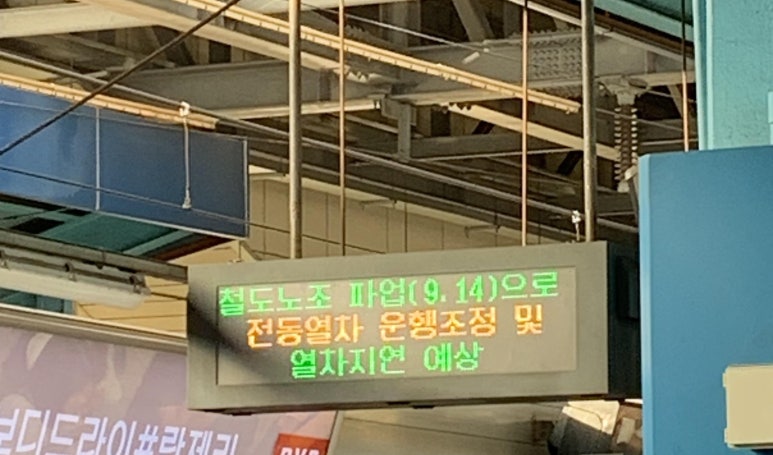 철도노조 파업(9.14)으로
전동열차 운행조정 및
열차지연 예상